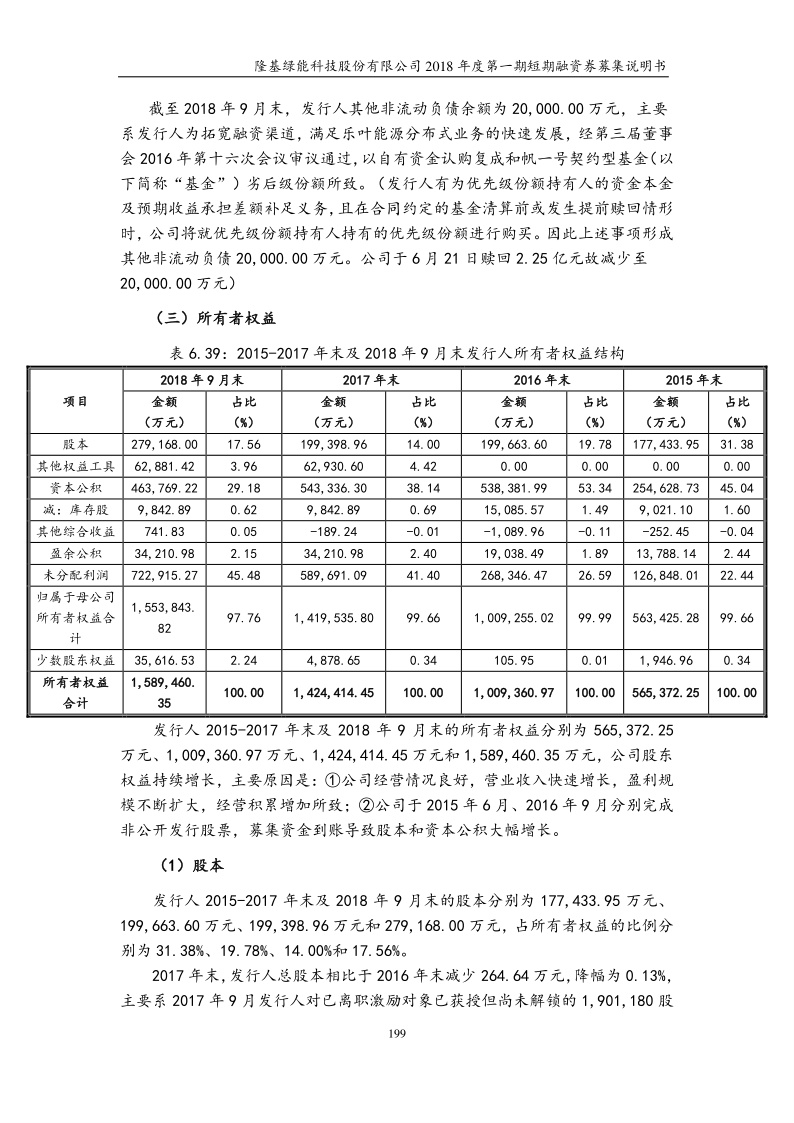 隆基绿能科技股份有限公司 2018 年度第一期短期融资券募集说明书
截至 2018 年 9 月末，发行人其他非流动负债余额为 20,000.00 万元，主要
系发行人为拓宽融资渠道，满足乐叶能源分布式业务的快速发展，经第三届董事
会 2016 年第十六次会议审议通过，以自有资金认购复成和帆一号契约型基金（以
下简称“基金”）劣后级份额所致。（发行人有为优先级份额持有人的资金本金
及预期收益承担差额补足义务，且在合同约定的基金清算前或发生提前赎回情形
时，公司将就优先级份额持有人持有的优先级份额进行购买。因此上述事项形成
其他非流动负债 20,000.00 万元。公司于 6 月 21 日赎回 2.25 亿元故减少至
20,000.00 万元）
（三）所有者权益
表 6.39：2015-2017 年末及 2018 年 9 月末发行人所有者权益结构
项目 2018 年 9 月末 2017 年末 2016 年末 2015 年末
金额 占比 金额 占比 金额 占比 金额 占比
（万元） （%） （万元） （%） （万元） （%） （万元） （%）
股本 279,168.00 17.56 199,398.96 14.00 199,663.60 19.78 177,433.95 31.38
其他权益工具 62,881.42 3.96 62,930.60 4.42 0.00 0.00 0.00 0.00
资本公积 463,769.22 29.18 543,336.30 38.14 538,381.99 53.34 254,628.73 45.04
减：库存股 9,842.89 0.62 9,842.89 0.69 15,085.57 1.49 9,021.10 1.60
其他综合收益 741.83 0.05 -189.24 -0.01 -1,089.96 -0.11 -252.45 -0.04
盈余公积 34,210.98 2.15 34,210.98 2.40 19,038.49 1.89 13,788.14 2.44
未分配利润 722,915.27 45.48 589,691.09 41.40 268,346.47 26.59 126,848.01 22.44
归属于母公司
所有者权益合
计 1,553,843.
82 97.76 1,419,535.80 99.66 1,009,255.02 99.99 563,425.28 99.66
少数股东权益 35,616.53 2.24 4,878.65 0.34 105.95 0.01 1,946.96 0.34
所有者权益
合计 1,589,460.
35 100.00 1,424,414.45 100.00 1,009,360.97 100.00 565,372.25 100.00
发行人 2015-2017 年末及 2018 年 9 月末的所有者权益分别为 565,372.25
万元、1,009,360.97 万元、1,424,414.45 万元和 1,589,460.35 万元，公司股东
权益持续增长，主要原因是：①公司经营情况良好，营业收入快速增长，盈利规
模不断扩大，经营积累增加所致；②公司于 2015 年 6 月、2016 年 9 月分别完成
非公开发行股票，募集资金到账导致股本和资本公积大幅增长。
（1）股本
发行人 2015-2017 年末及 2018 年 9 月末的股本分别为 177,433.95 万元、
199,663.60 万元、199,398.96 万元和 279,168.00 万元，占所有者权益的比例分
别为 31.38%、19.78%、14.00%和 17.56%。
2017 年末，发行人总股本相比于 2016 年末减少 264.64 万元，降幅为 0.13%，
主要系 2017 年 9 月发行人对已离职激励对象已获授但尚未解锁的 1,901,180 股
199